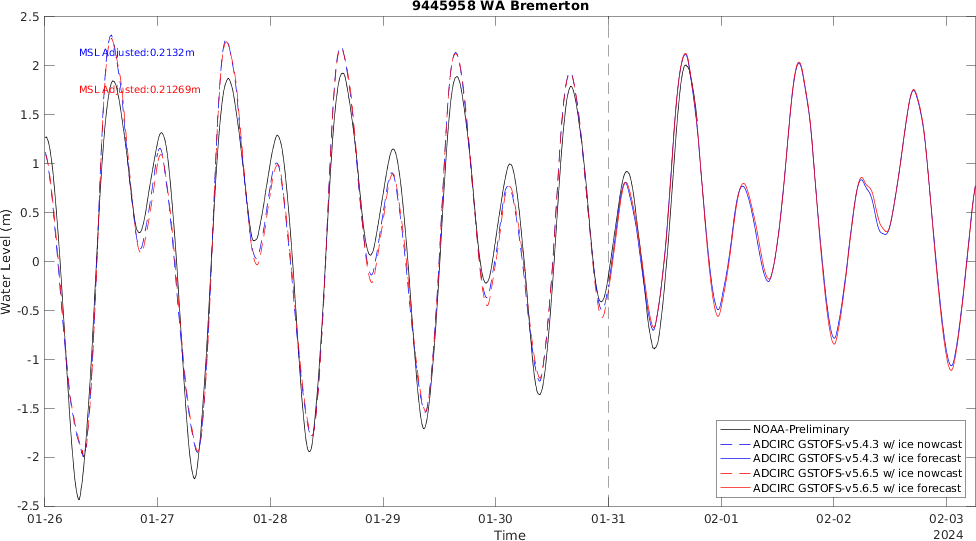 9445958 WA Bremerton
MSL Adjusted:0.2132m
MSL Adjusted:0.21269m
Water Level (m)
2.5
2
1.5
1
0.5
0
-0.5
-1
-1.5
-2
-2.5
NOAA-Preliminary
ADCIRC GSTOFS-v5.4.3 w/ ice nowcast
ADCIRC GSTOFS-v5.4.3 w/ ice forecast
ADCIRC GSTOFS-v5.6.5 w/ ice nowcast
ADCIRC GSTOFS-v5.6.5 w/ ice forecast
01-26 01-27 01-28 01-29 01-30 01-31 02-01 02-02 02-03
Time
2024